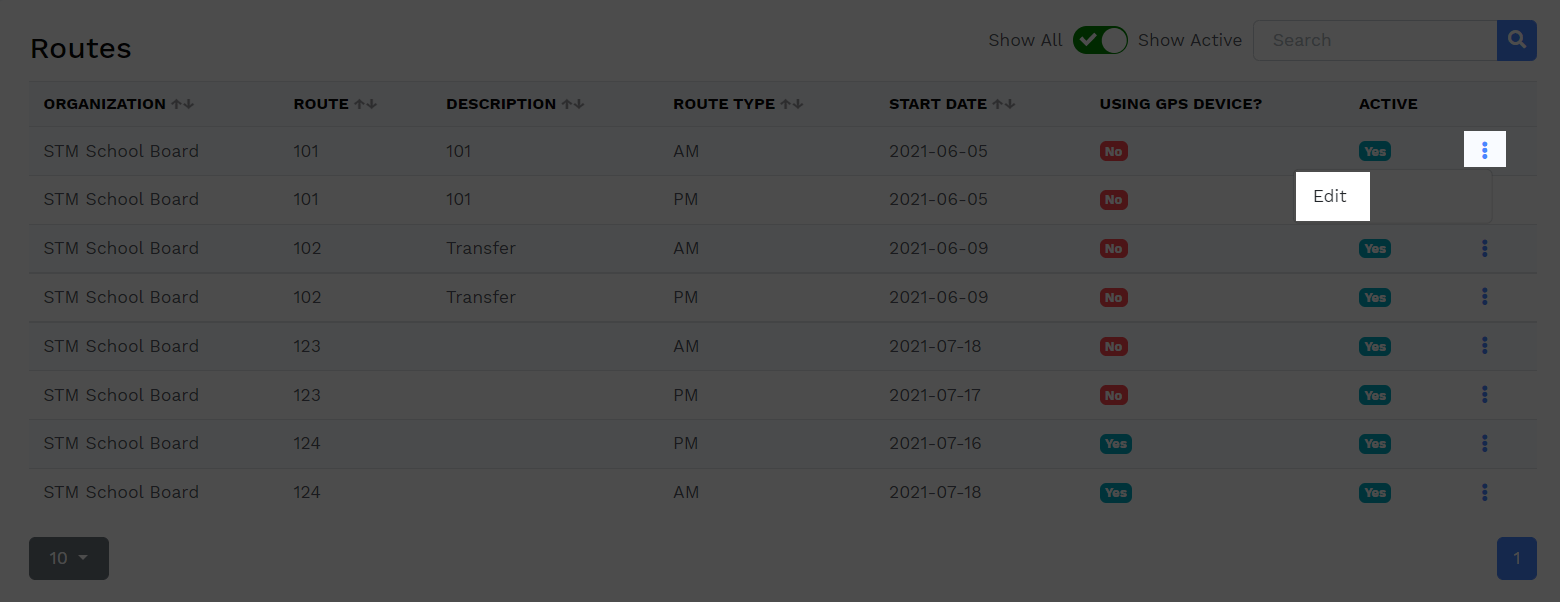 Routes
Show All Show Active Search
ORGANIZATION ROUTE DESCRIPTION ROUTE TYPE START DATE USING GPS DEVICE? ACTIVE
STM School Board 101 101 AM 2021-06-05 No Yes
STM School Board 101 101 PM 2021-06-05 No
Edit
STM School Board 102 Transfer AM 2021-06-09 No Yes
STM School Board 102 Transfer PM 2021-06-09 No Yes
STM School Board 123 AM 2021-07-18 No Yes
STM School Board 123 PM 2021-07-17 No Yes
STM School Board 124 PM 2021-07-16 Yes Yes
STM School Board 124 AM 2021-07-18 Yes Yes
10 1